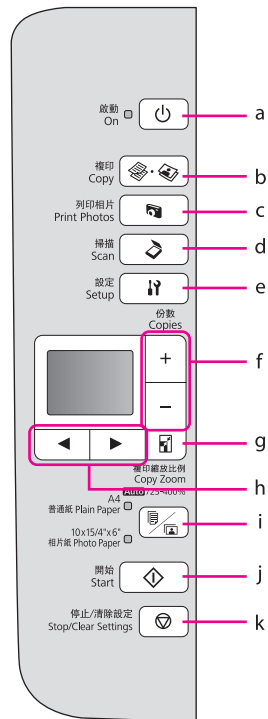 啟動
On
a
複印
Copy
b
列印相片
Print Photos
c
掃描
Scan
d
設定
Setup
e
份數
Copies
+
−
f
g
複印縮放比例
Copy Zoom
Auto/25-400%
h
A4
普通紙 Plain Paper
i
10x15/4"x6"
相片紙 Photo Paper
開始
Start
j
停止/清除設定
Stop/Clear Settings
k